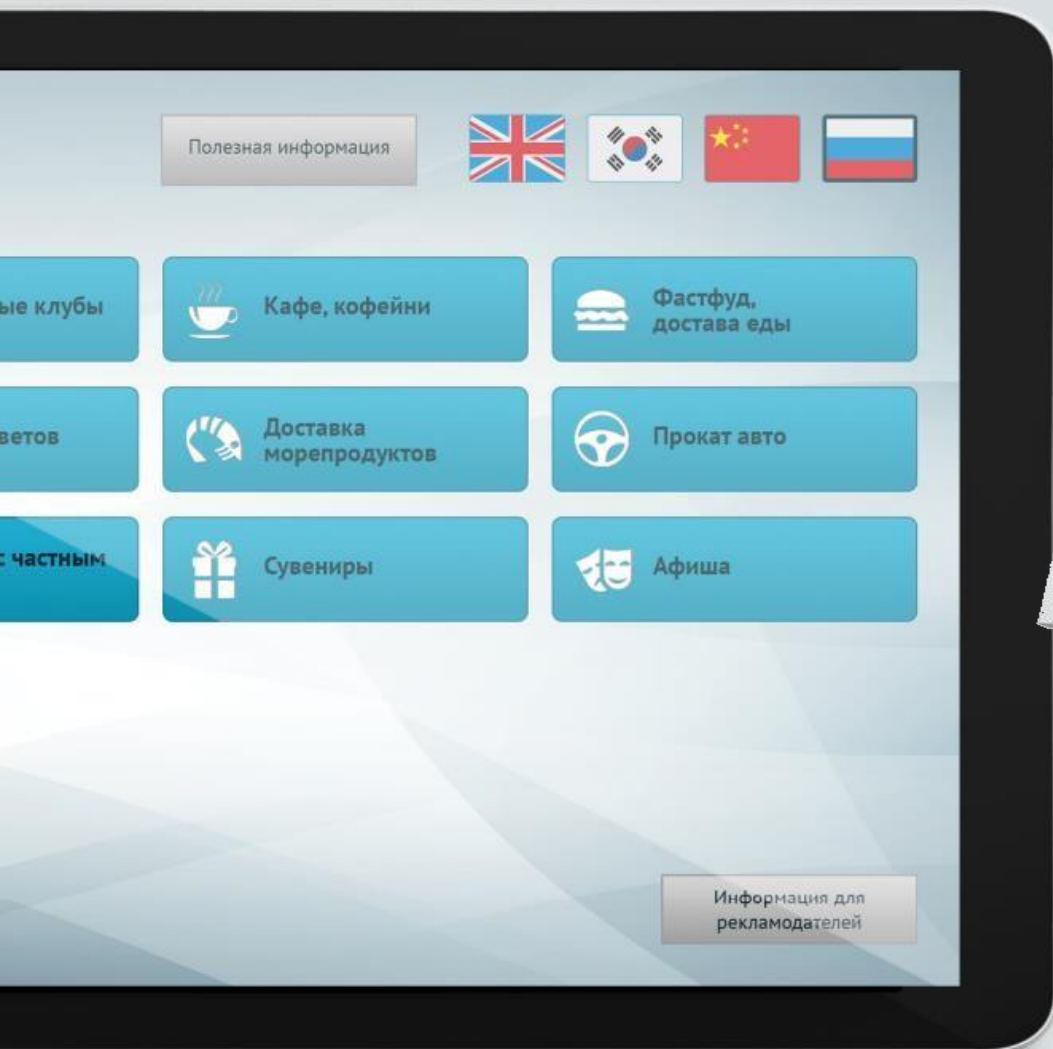 Полезная информация
ые клубы
Кафе, кофейни
Фастфуд,
достава еды
ветов
Доставка
морепродуктов
Прокат авто
с частным
Сувениры
Афиша
Информация для
рекламодателей